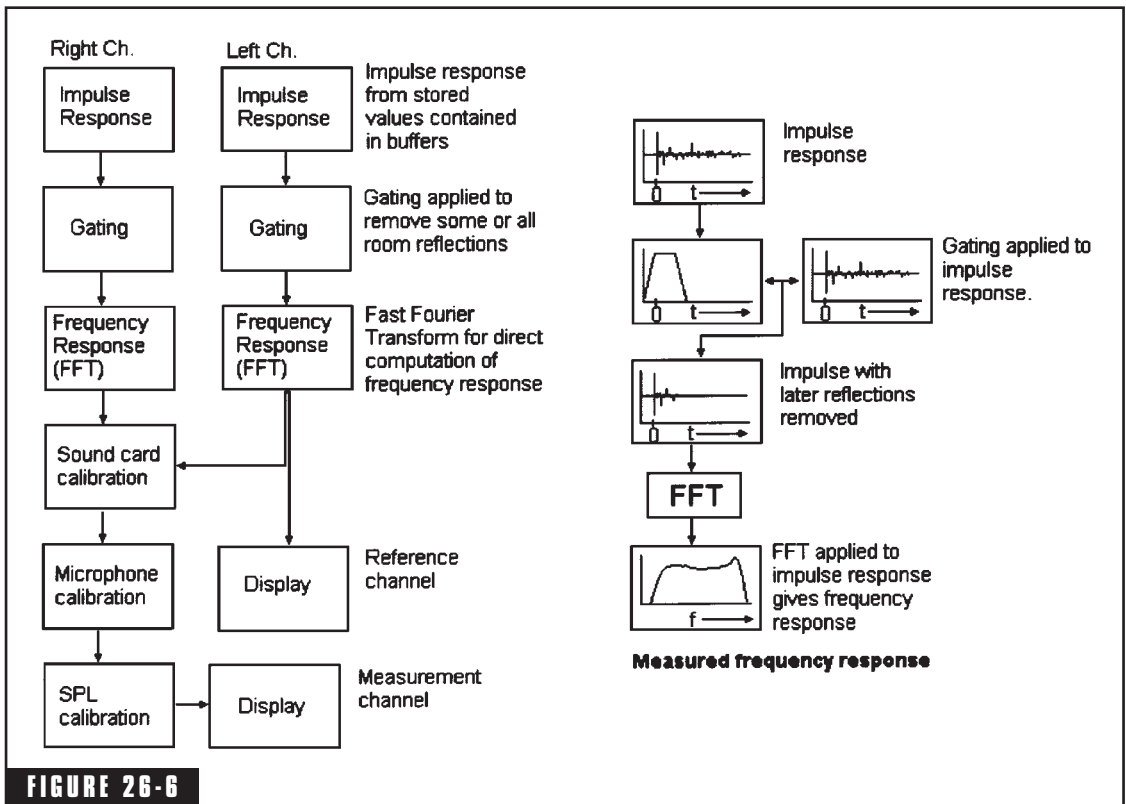 Right Ch.
Left Ch.
Impulse
Response
Impulse
Response
Impulse response
from stored
values contained
in buffers
Gating
Gating
Gating applied to
remove some or all
room reflections
Frequency
Response
(FFT)
Frequency
Response
(FFT)
Fast Fourier
Transform for direct
computation of
frequency response
Sound card
calibration
Microphone
calibration
Display
Reference
channel
SPL
calibration
Display
Measurement
channel
Impulse
response
0 t
0 t
0 t
Gating applied to
impulse
response.
0 t
Impulse with
later reflections
removed
FFT
f
FFT applied to
impulse response
gives frequency
response
Measured frequency response
FIGURE 26-6